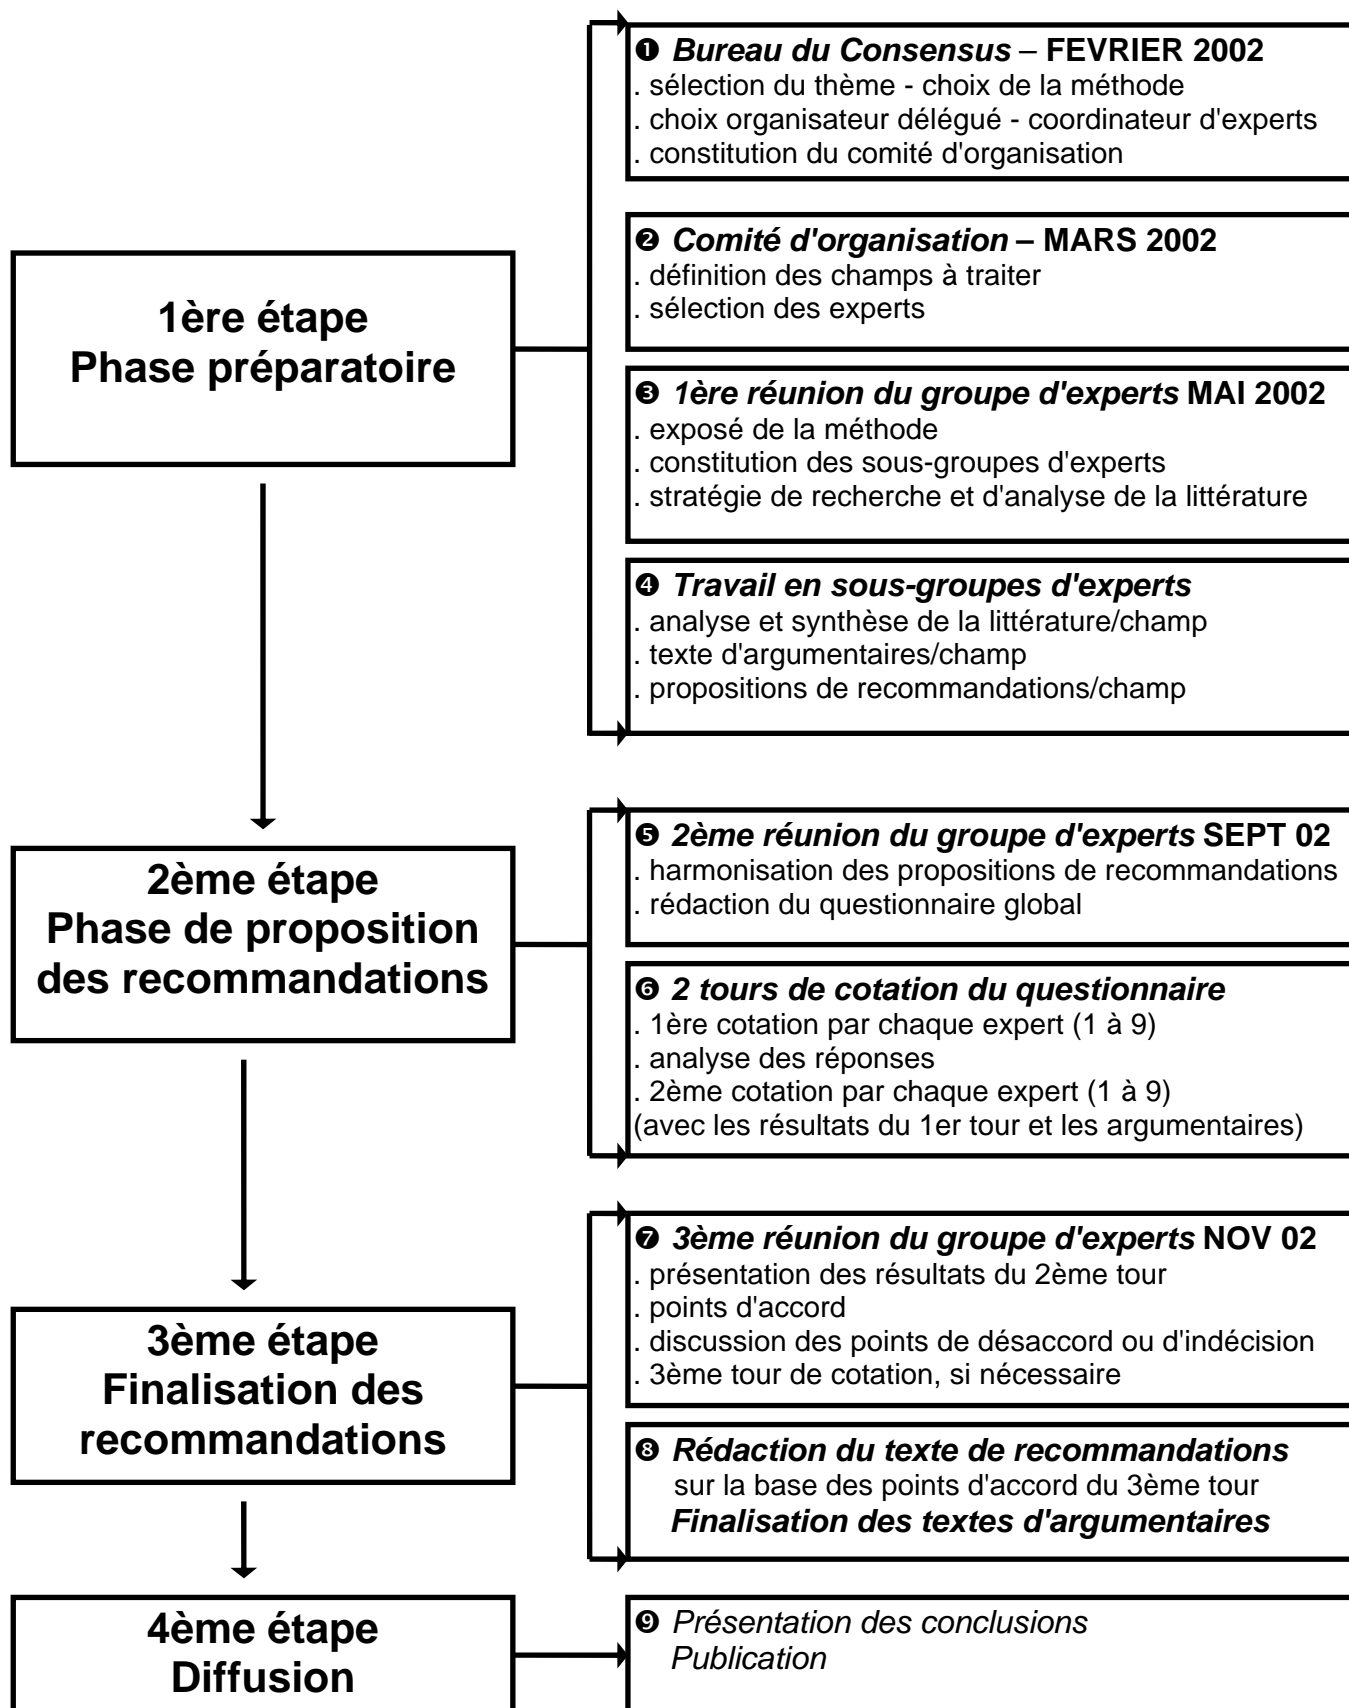 ❶ Bureau du Consensus – FEVRIER 2002
. sélection du thème - choix de la méthode
. choix organisateur délégué - coordinateur d'experts
. constitution du comité d'organisation
1ère étape
Phase préparatoire
❷ Comité d'organisation – MARS 2002
. définition des champs à traiter
. sélection des experts
❸ 1ère réunion du groupe d'experts MAI 2002
. exposé de la méthode
. constitution des sous-groupes d'experts
. stratégie de recherche et d'analyse de la littérature
❹ Travail en sous-groupes d'experts
. analyse et synthèse de la littérature/champ
. texte d'argumentaires/champ
. propositions de recommandations/champ
2ème étape
Phase de proposition
des recommandations
❺ 2ème réunion du groupe d'experts SEPT 02
. harmonisation des propositions de recommandations
. rédaction du questionnaire global
❻ 2 tours de cotation du questionnaire
. 1ère cotation par chaque expert (1 à 9)
. analyse des réponses
. 2ème cotation par chaque expert (1 à 9)
(avec les résultats du 1er tour et les argumentaires)
3ème étape
Finalisation des
recommandations
❼ 3ème réunion du groupe d'experts NOV 02
. présentation des résultats du 2ème tour
. points d'accord
. discussion des points de désaccord ou d'indécision
. 3ème tour de cotation, si nécessaire
❽ Rédaction du texte de recommandations
sur la base des points d'accord du 3ème tour
Finalisation des textes d'argumentaires
4ème étape
Diffusion
❾ Présentation des conclusions
Publication